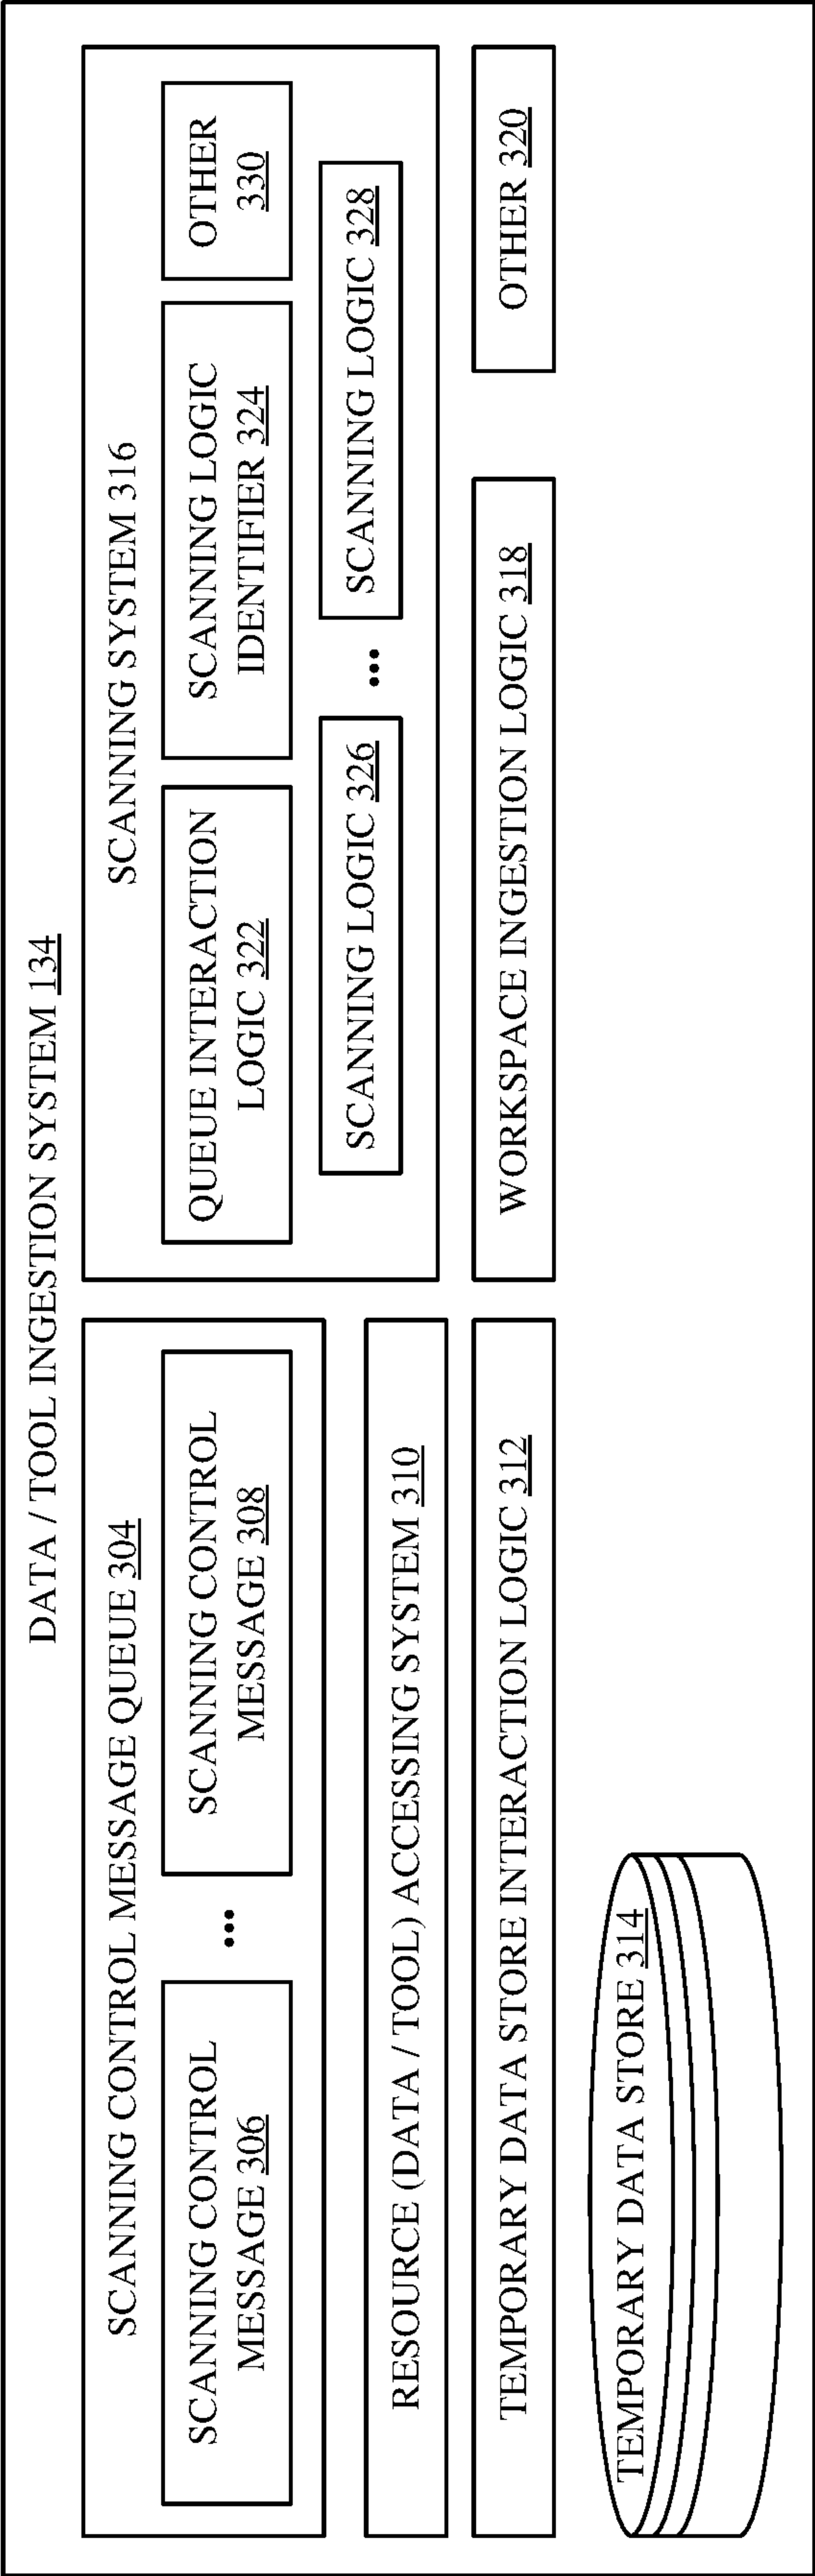 DATA / TOOL INGESTION SYSTEM 134
SCANNING CONTROL MESSAGE QUEUE 304
SCANNING CONTROL
MESSAGE 306
...
SCANNING CONTROL
MESSAGE 308
RESOURCE (DATA / TOOL) ACCESSING SYSTEM 310
TEMPORARY DATA STORE INTERACTION LOGIC 312
TEMPORARY DATA STORE 314
SCANNING SYSTEM 316
QUEUE INTERACTION
LOGIC 322
SCANNING LOGIC
IDENTIFIER 324
OTHER
330
SCANNING LOGIC 326
...
SCANNING LOGIC 328
WORKSPACE INGESTION LOGIC 318
OTHER 320